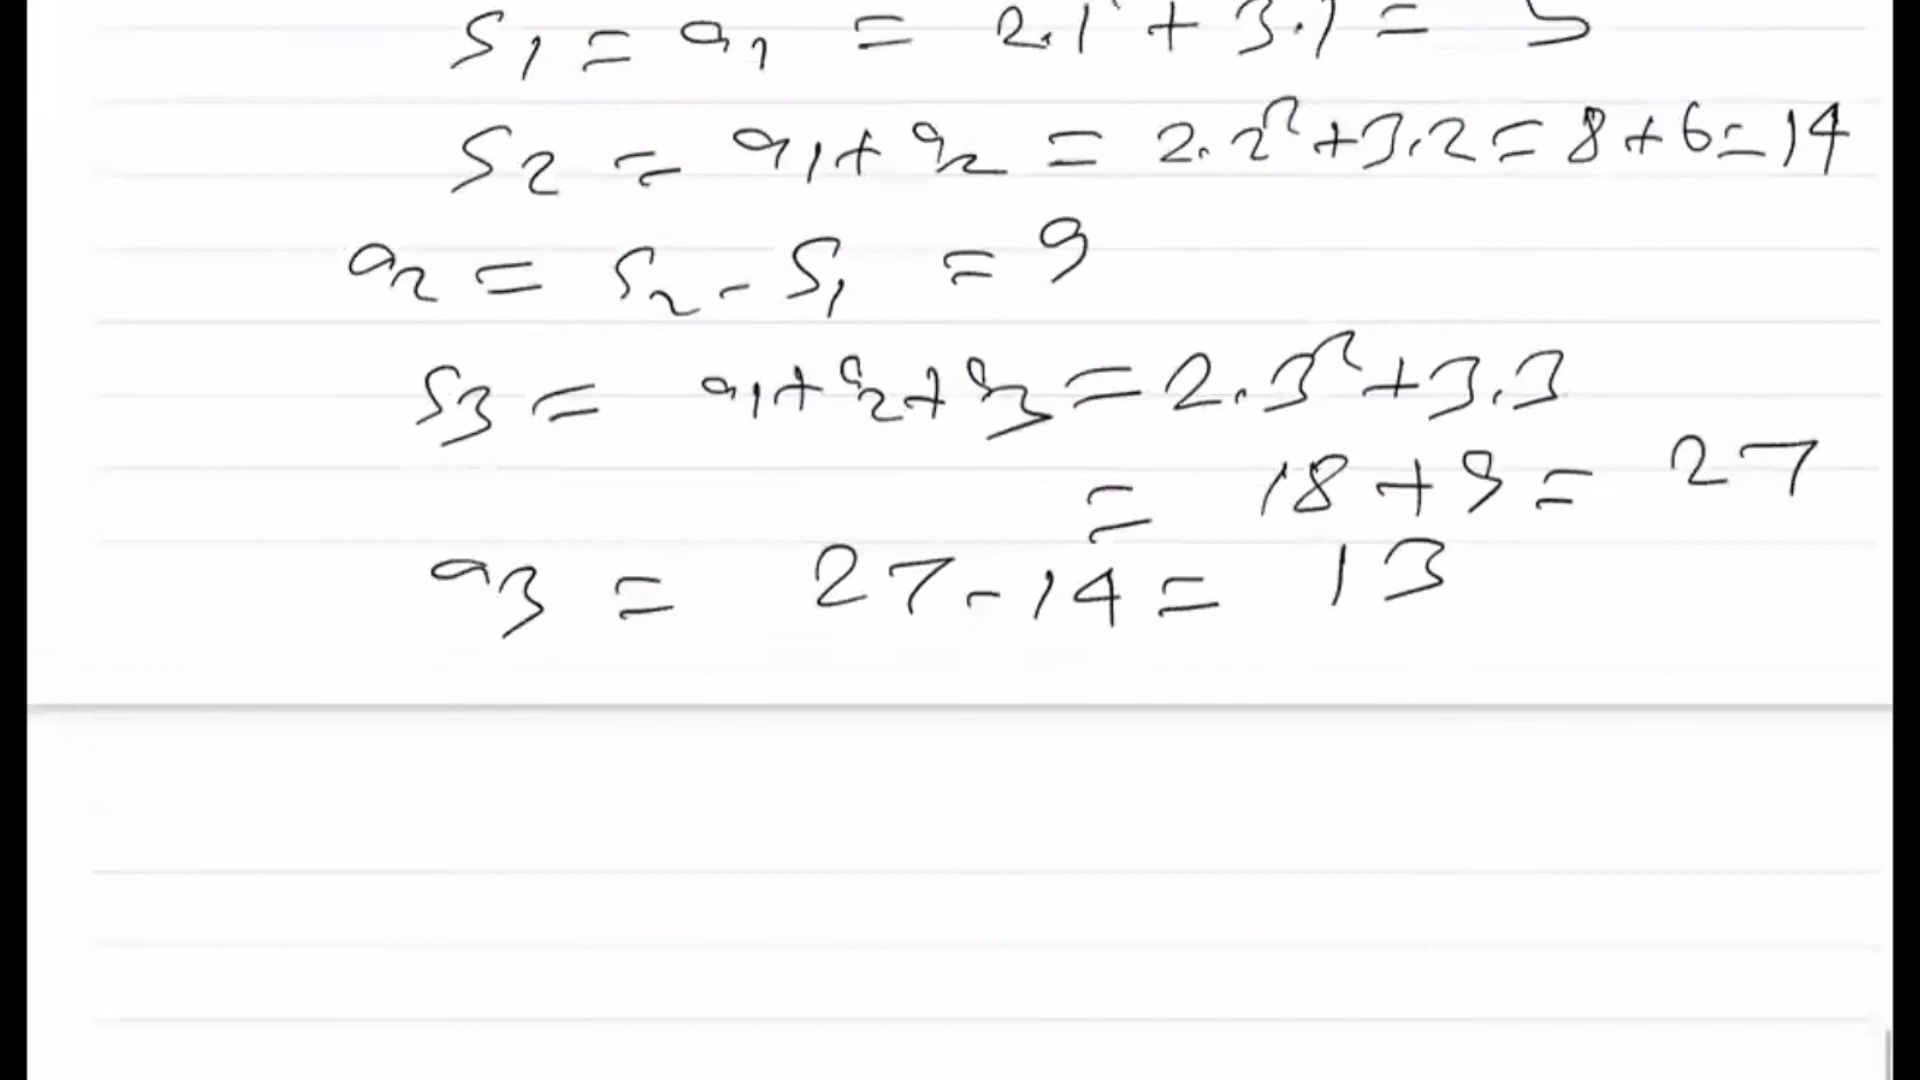 S1 = a1 = 2.1² + 3.1 = 5
S2 = a1 + a2 = 2.2² + 3.2 = 8 + 6 = 14
a2 = S2 - S1 = 9
S3 = a1 + a2 + a3 = 2.3² + 3.3
= 18 + 9 = 27
a3 = 27 - 14 = 13